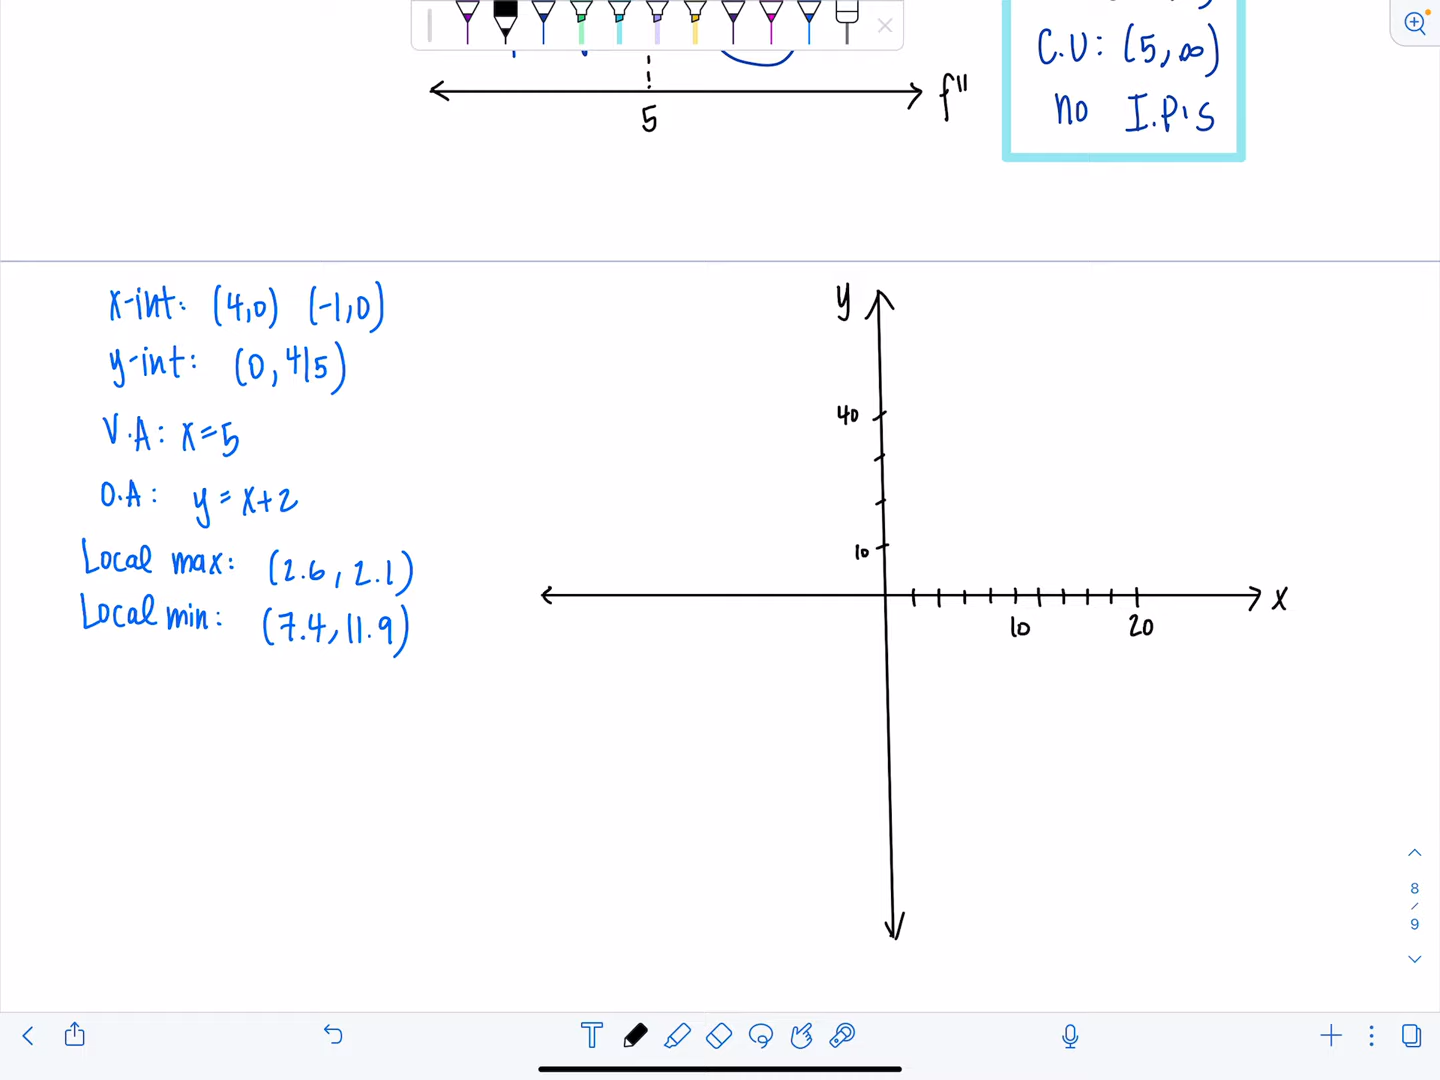 C.U: (5,∞)
f"
5
no I.P's
x-int: (4,0) (-1,0)
y-int: (0, 4/5)
V.A: x=5
O.A: y = x+2
Local max: (2.6, 2.1)
Local min: (7.4, 11.9)
y
40
10
x
10
20
8
/
9
T